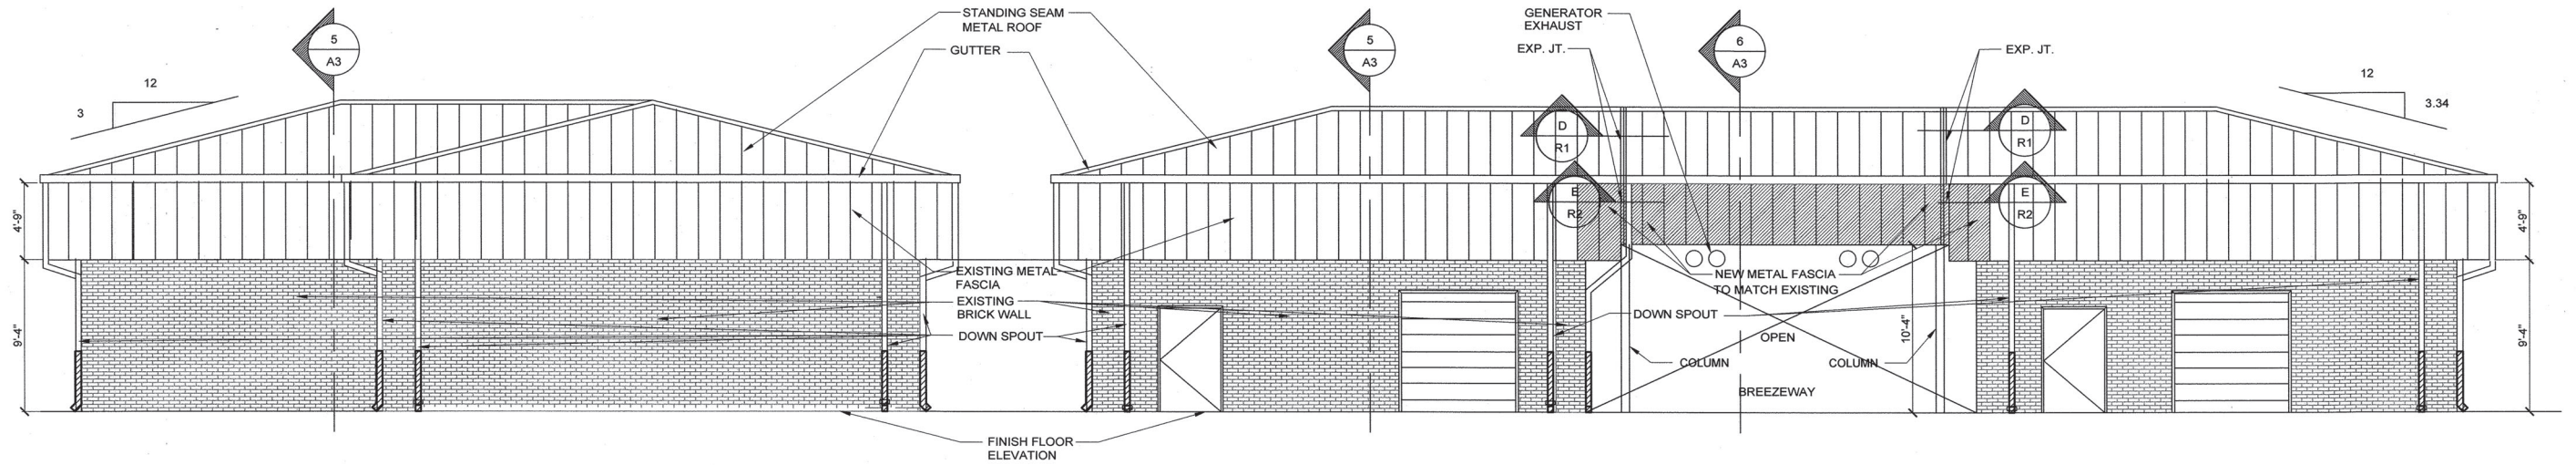 5
A3
12
3
STANDING SEAM
METAL ROOF
GUTTER
5
A3
GENERATOR
EXHAUST
EXP. JT.
6
A3
EXP. JT.
12
3.34
D
R1
D
R1
E
R2
E
R2
4'-9"
9'-4"
EXISTING METAL
FASCIA
EXISTING
BRICK WALL
DOWN SPOUT
NEW METAL FASCIA
TO MATCH EXISTING
DOWN SPOUT
OPEN
COLUMN
COLUMN
BREEZEWAY
10'-4"
4'-9"
9'-4"
FINISH FLOOR
ELEVATION